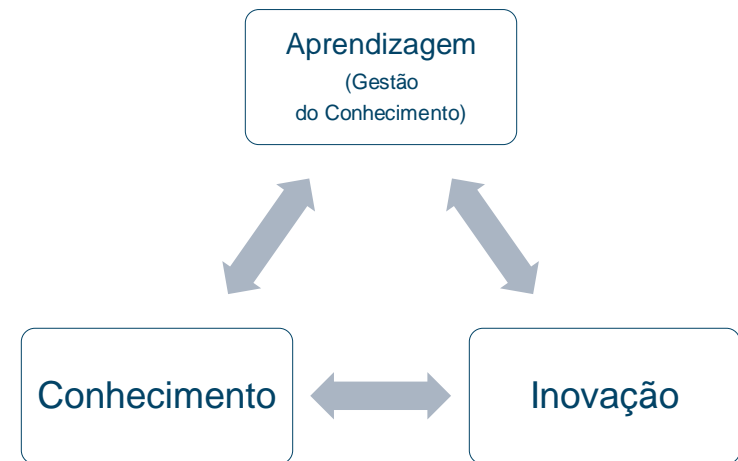 Aprendizagem
(Gestão
do Conhecimento)
Conhecimento
Inovação